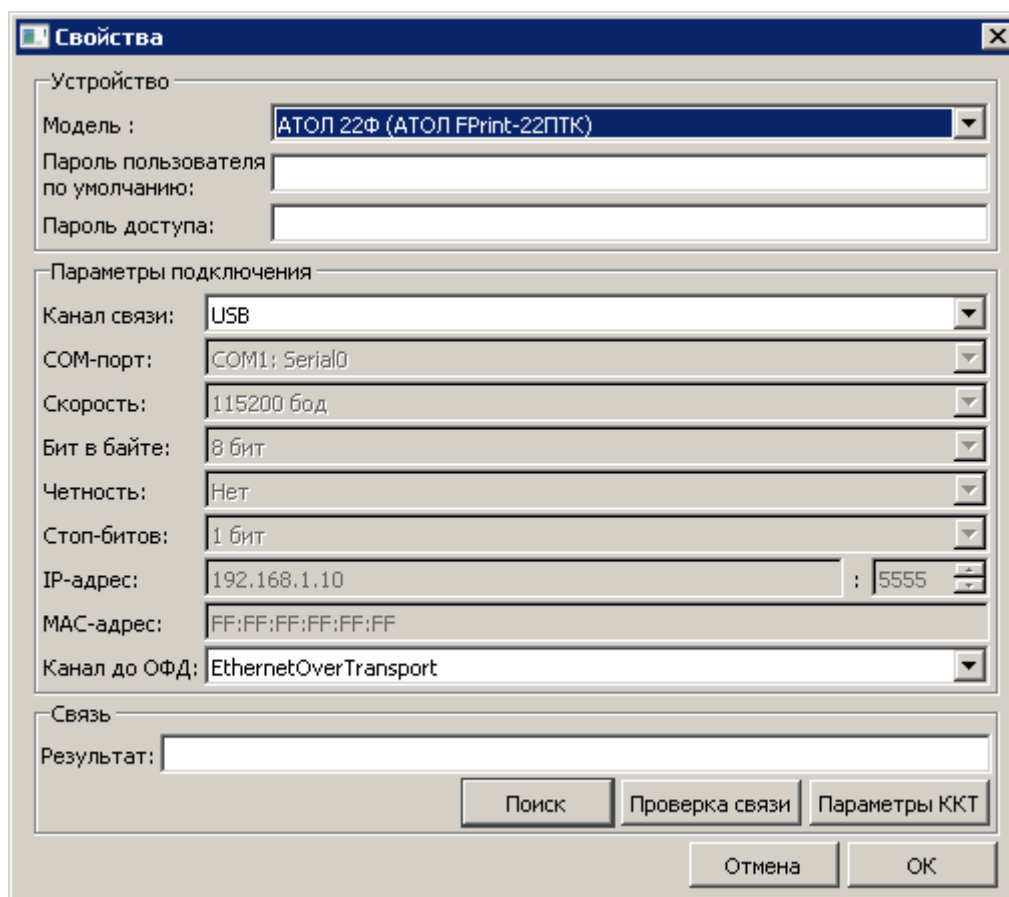 Свойства
Устройство
Модель :
АТОЛ 22Ф (АТОЛ FPrint-22ПТК)
Пароль пользователя
по умолчанию:
Пароль доступа:
Параметры подключения
Канал связи:
USB
COM-порт:
COM1: Serial0
Скорость:
115200 бод
Бит в байте:
8 бит
Четность:
Нет
Стоп-битов:
1 бит
IP-адрес:
192.168.1.10
:
5555
MAC-адрес:
FF:FF:FF:FF:FF:FF
Канал до ОФД:
EthernetOverTransport
Связь
Результат:
Поиск
Проверка связи
Параметры ККТ
Отмена
ОК